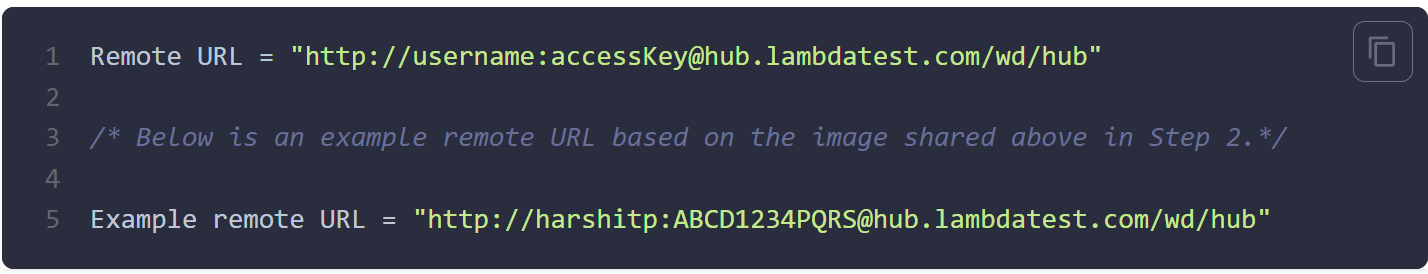 1 Remote URL = "http://username:accessKey@hub.lambdatest.com/wd/hub"
2
3 /* Below is an example remote URL based on the image shared above in Step 2.*/
4
5 Example remote URL = "http://harshitp:ABCD1234PQRS@hub.lambdatest.com/wd/hub"